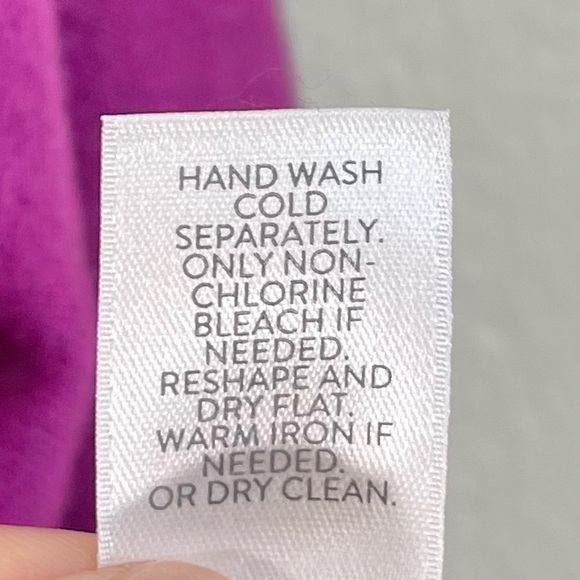 HAND WASH
COLD
SEPARATELY.
ONLY NON-
CHLORINE
BLEACH IF
NEEDED.
RESHAPE AND
DRY FLAT.
WARM IRON IF
NEEDED.
OR DRY CLEAN.